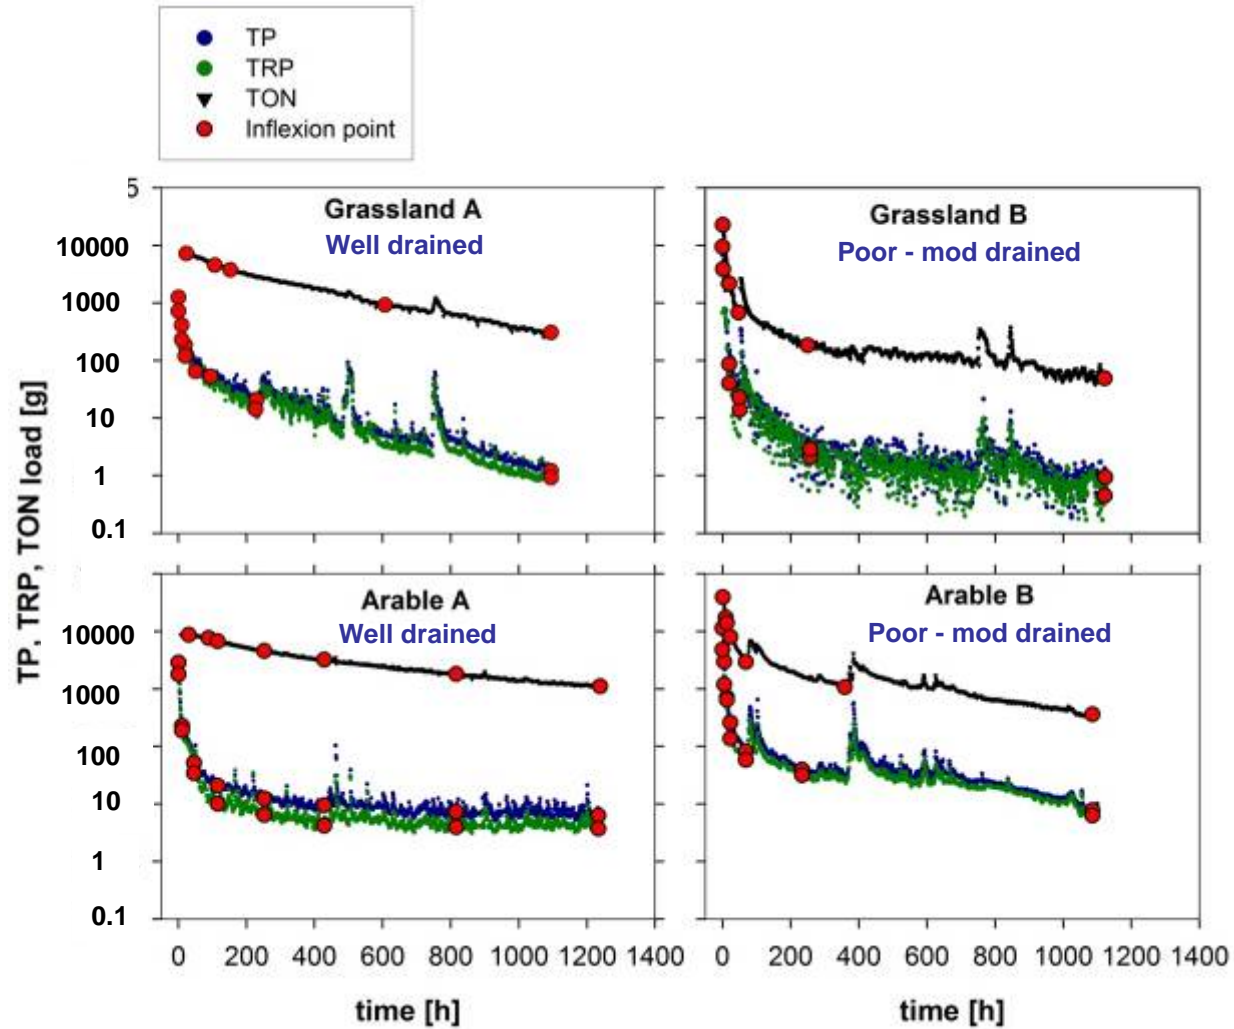 TP
TRP
TON
Inflexion point
TP, TRP, TON load [g]
5
10000
1000
100
10
1
0.1
Grassland A
Well drained
Grassland B
Poor - mod drained
10000
1000
100
10
1
0.1
Arable A
Well drained
Arable B
Poor - mod drained
0 200 400 600 800 1000 1200 1400
0 200 400 600 800 1000 1200 1400
time [h]
time [h]